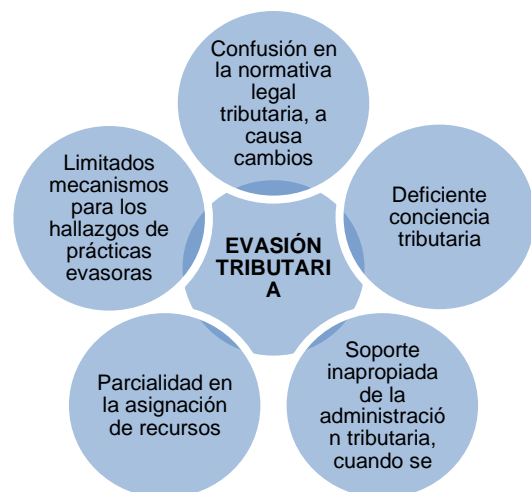 Confusión en
la normativa
legal
tributaria, a
causa
cambios
Limitados
mecanismos
para los
hallazgos de
prácticas
evasoras
Deficiente
conciencia
tributaria
EVASIÓN
TRIBUTARI
A
Parcialidad en
la asignación
de recursos
Soporte
inapropiada
de la
administració
n tributaria,
cuando se